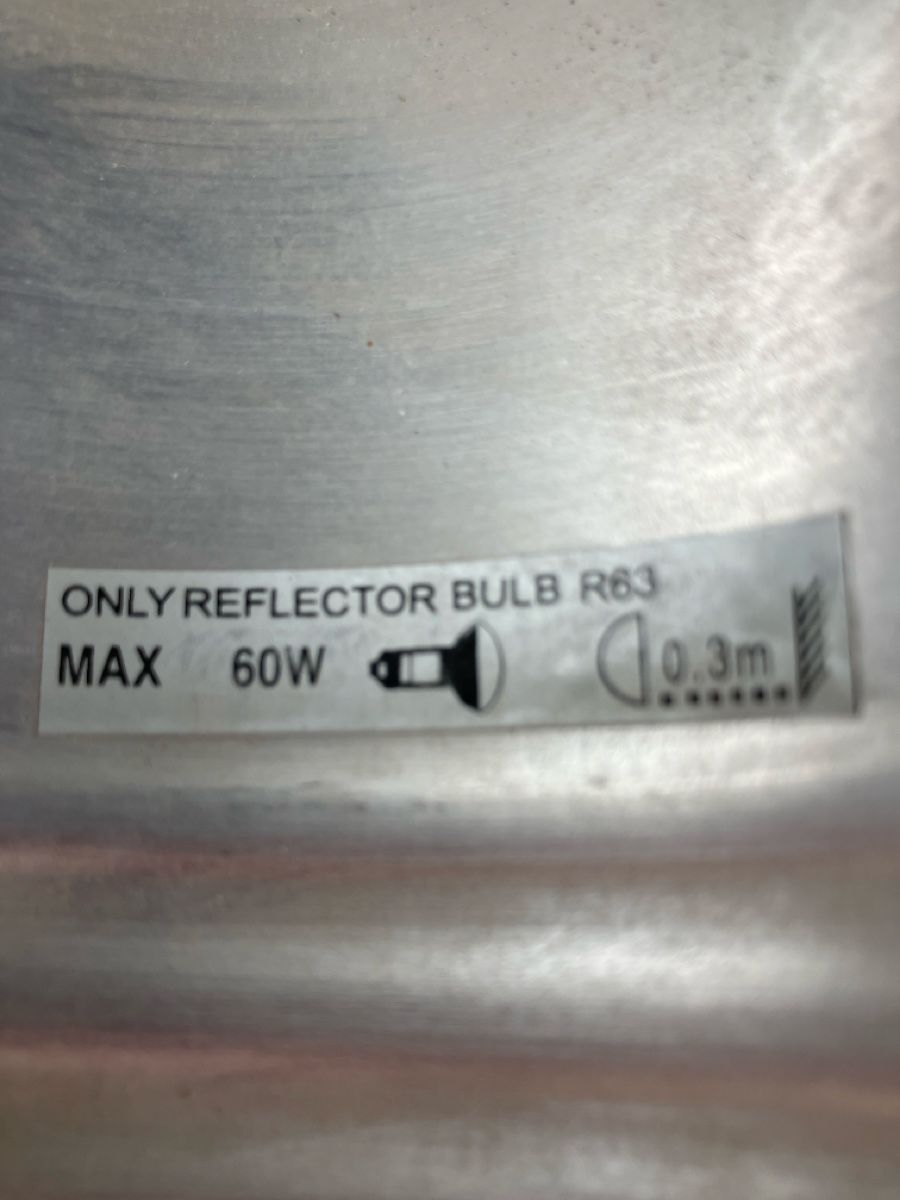 ONLY REFLECTOR BULB R63
MAX 60W 0.3m